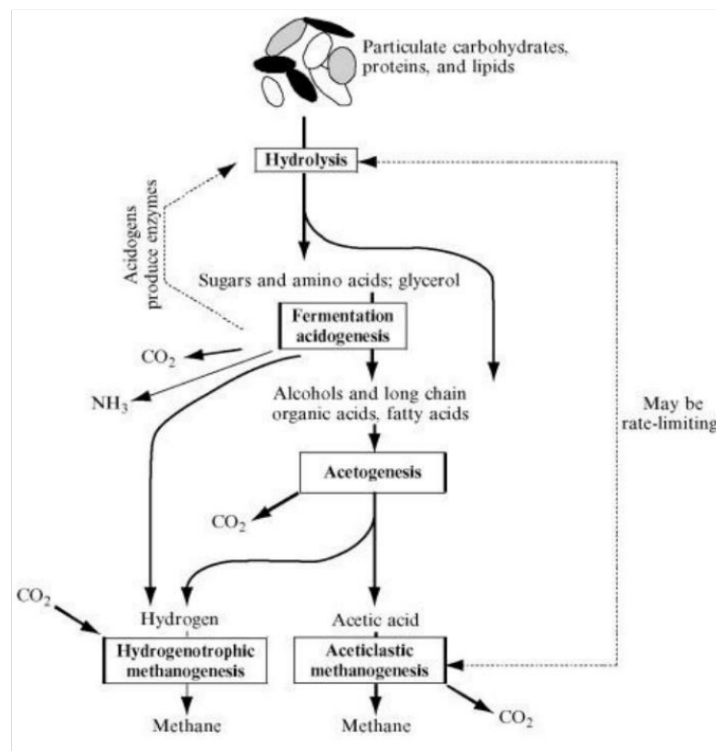 Particulate carbohydrates,
proteins, and lipids
Hydrolysis
Acidogens
produce enzymes
Sugars and amino acids; glycerol
Fermentation
acidogenesis
CO₂
NH₃
Alcohols and long chain
organic acids, fatty acids
May be
rate-limiting
Acetogenesis
CO₂
CO₂
Hydrogen
Acetic acid
Hydrogenotrophic
methanogenesis
Aceticlastic
methanogenesis
Methane
Methane
CO₂